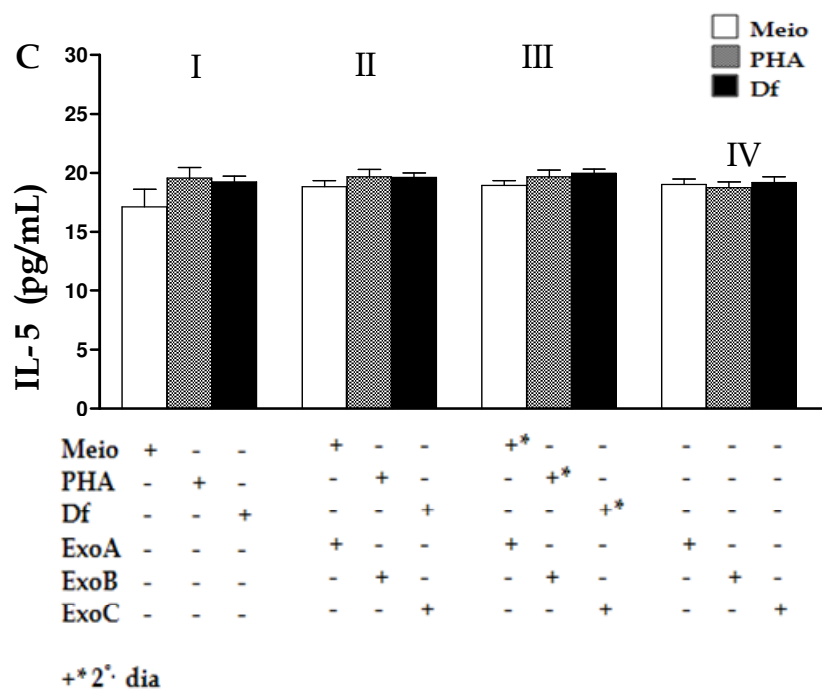 C
I II III IV
Meio
PHA
Df
IL-5 (pg/mL)
30
25
20
15
10
5
0
Meio + - - + - - +* - - - - -
PHA - + - - + - - +* - - - -
Df - - + - - + - - +* - - -
ExoA - - - + - - + - - + - -
ExoB - - - - + - - + - - + -
ExoC - - - - - + - - + - - +
+*2°· dia